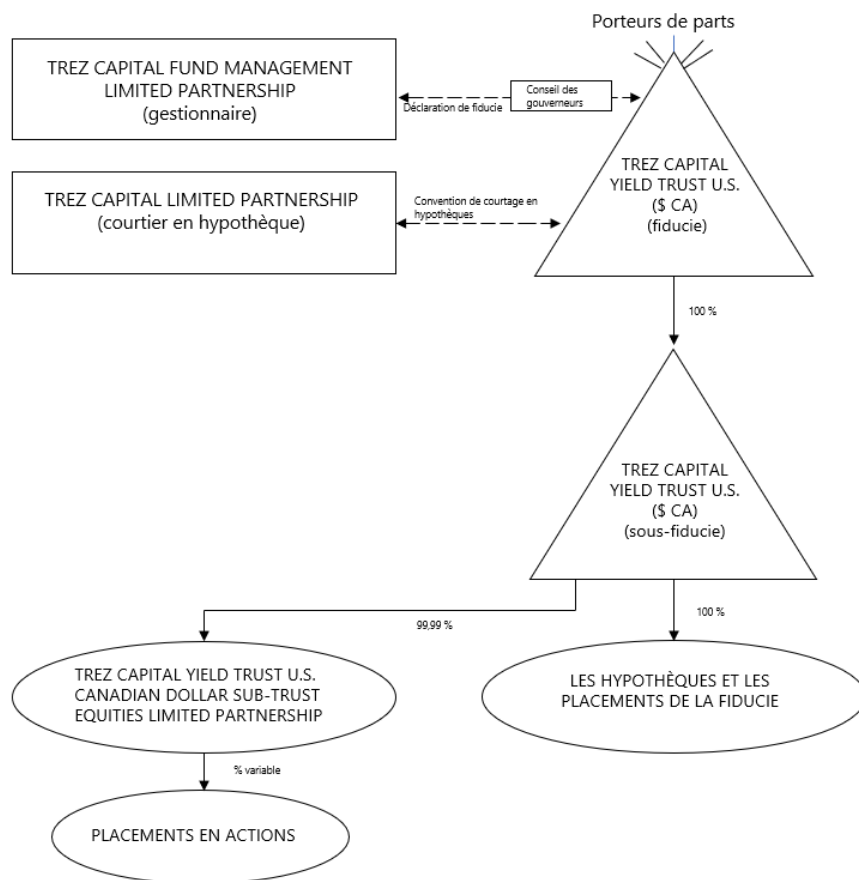 Porteurs de parts
TREZ CAPITAL FUND MANAGEMENT
LIMITED PARTNERSHIP
(gestionnaire)
Déclaration de fiducie
Conseil des
gouverneurs
TREZ CAPITAL
YIELD TRUST U.S.
($ CA)
(fiducie)
TREZ CAPITAL LIMITED PARTNERSHIP
(courtier en hypothèque)
Convention de courtage en
hypothèques
100 %
TREZ CAPITAL
YIELD TRUST U.S.
($ CA)
(sous-fiducie)
99,99 %
100 %
TREZ CAPITAL YIELD TRUST U.S.
CANADIAN DOLLAR SUB-TRUST
EQUITIES LIMITED PARTNERSHIP
LES HYPOTHÈQUES ET LES
PLACEMENTS DE LA FIDUCIE
% variable
PLACEMENTS EN ACTIONS